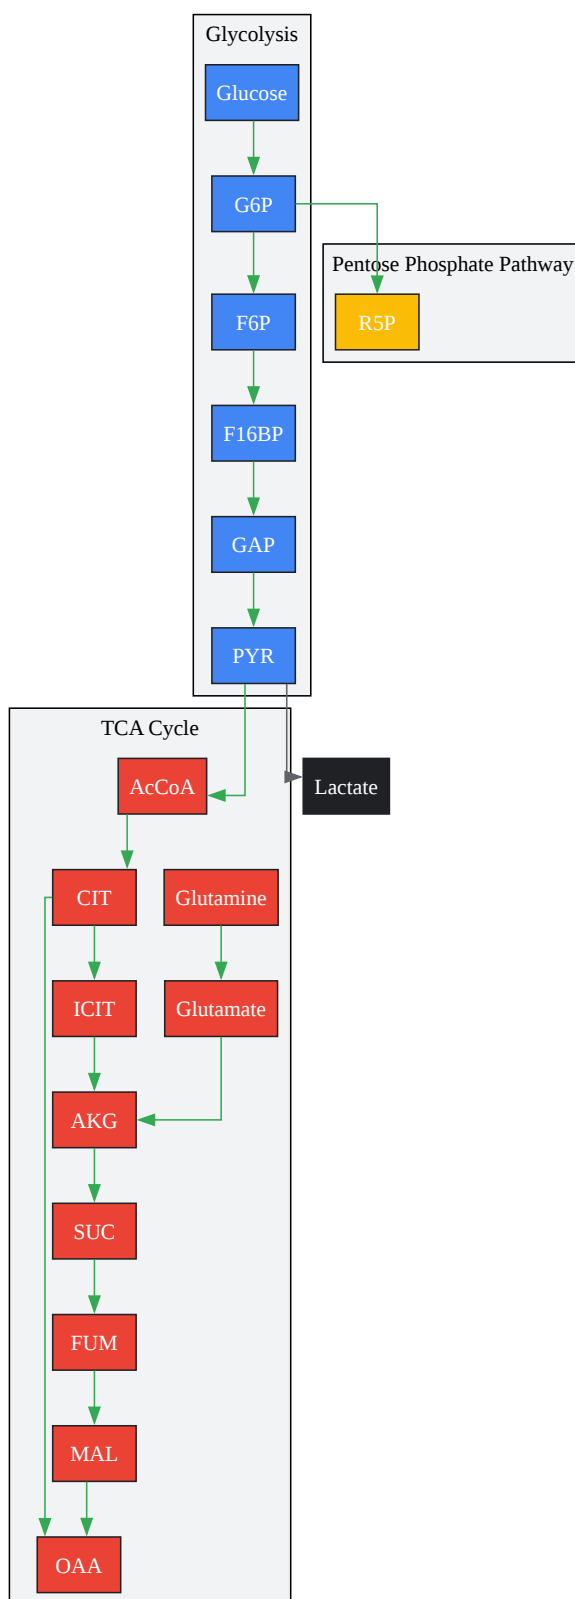 Glycolysis
Glucose
G6P
Pentose Phosphate Pathway
F6P
R5P
F16BP
GAP
PYR
TCA Cycle
AcCoA
Lactate
CIT
Glutamine
ICIT
Glutamate
AKG
SUC
FUM
MAL
OAA